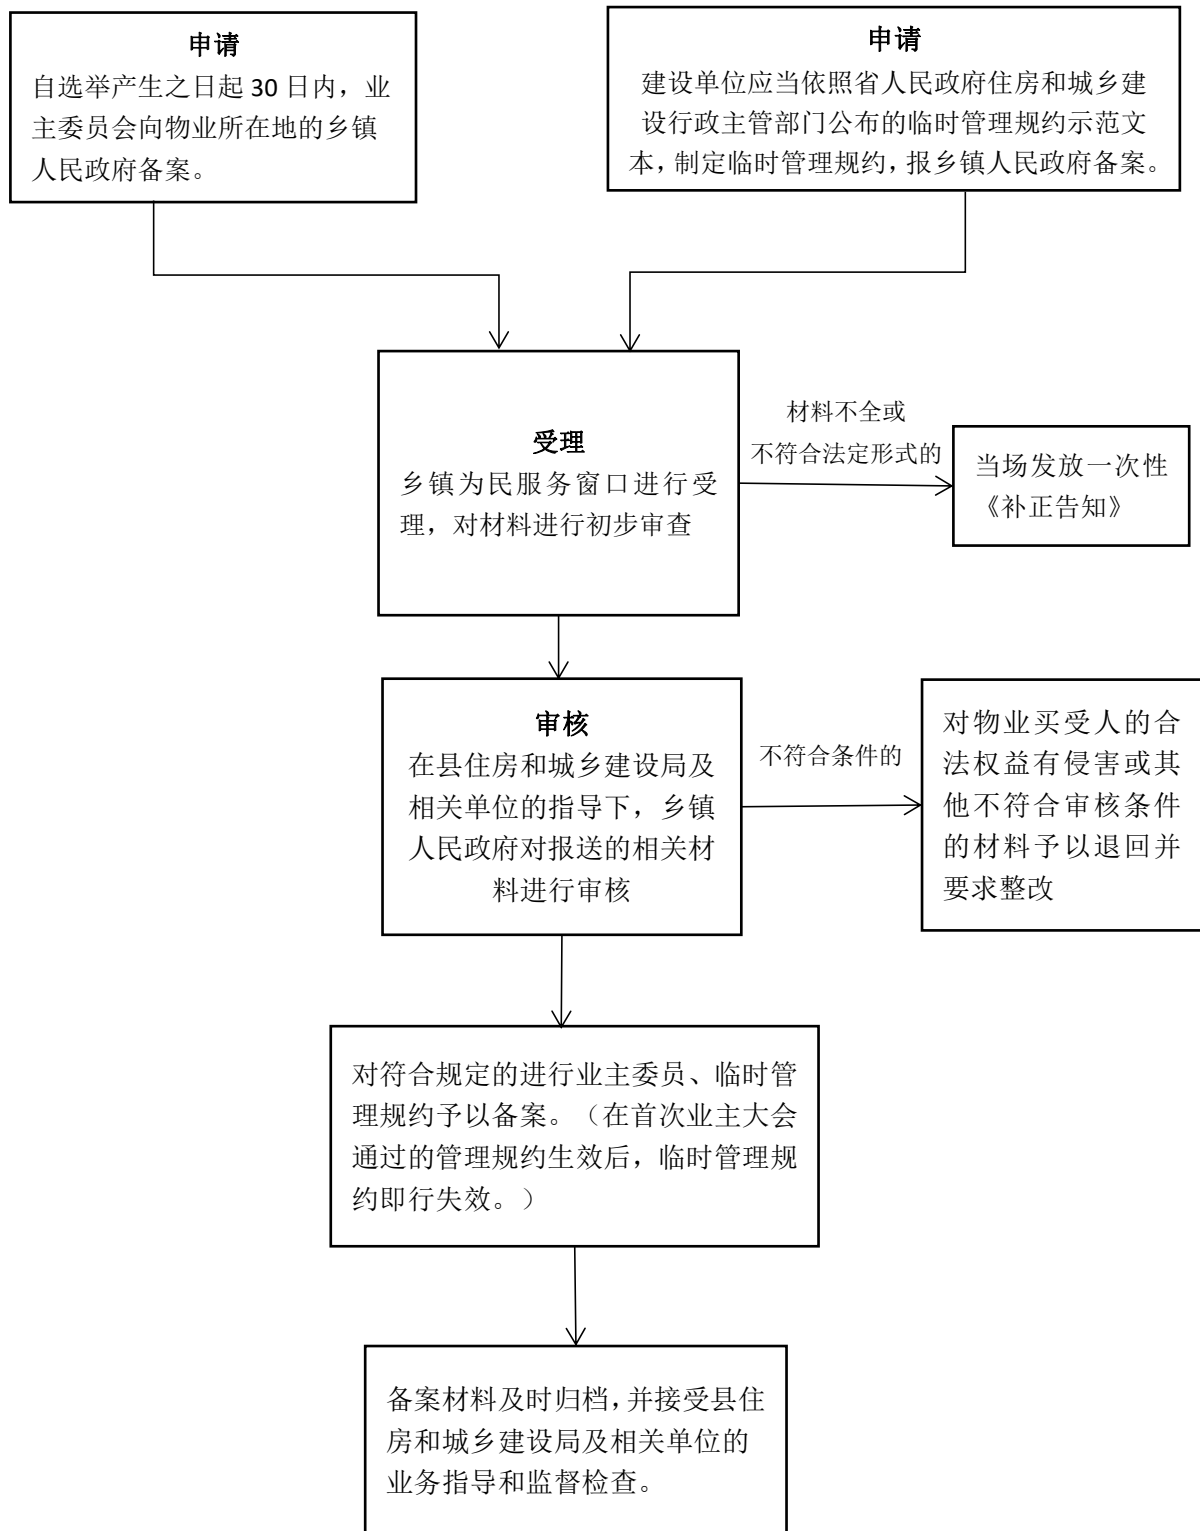 申请
自选举产生之日起 30 日内，业
主委员会向物业所在地的乡镇
人民政府备案。
申请
建设单位应当依照省人民政府住房和城乡建
设行政主管部门公布的临时管理规约示范文
本，制定临时管理规约，报乡镇人民政府备案。
受理
乡镇为民服务窗口进行受
理，对材料进行初步审查
材料不全或
不符合法定形式的
当场发放一次性
《补正告知》
审核
在县住房和城乡建设局及
相关单位的指导下，乡镇
人民政府对报送的相关材
料进行审核
不符合条件的
对物业买受人的合
法权益有侵害或其
他不符合审核条件
的材料予以退回并
要求整改
对符合规定的进行业主委员、临时管
理规约予以备案。（在首次业主大会
通过的管理规约生效后，临时管理规
约即行失效。）
备案材料及时归档，并接受县住
房和城乡建设局及相关单位的
业务指导和监督检查。